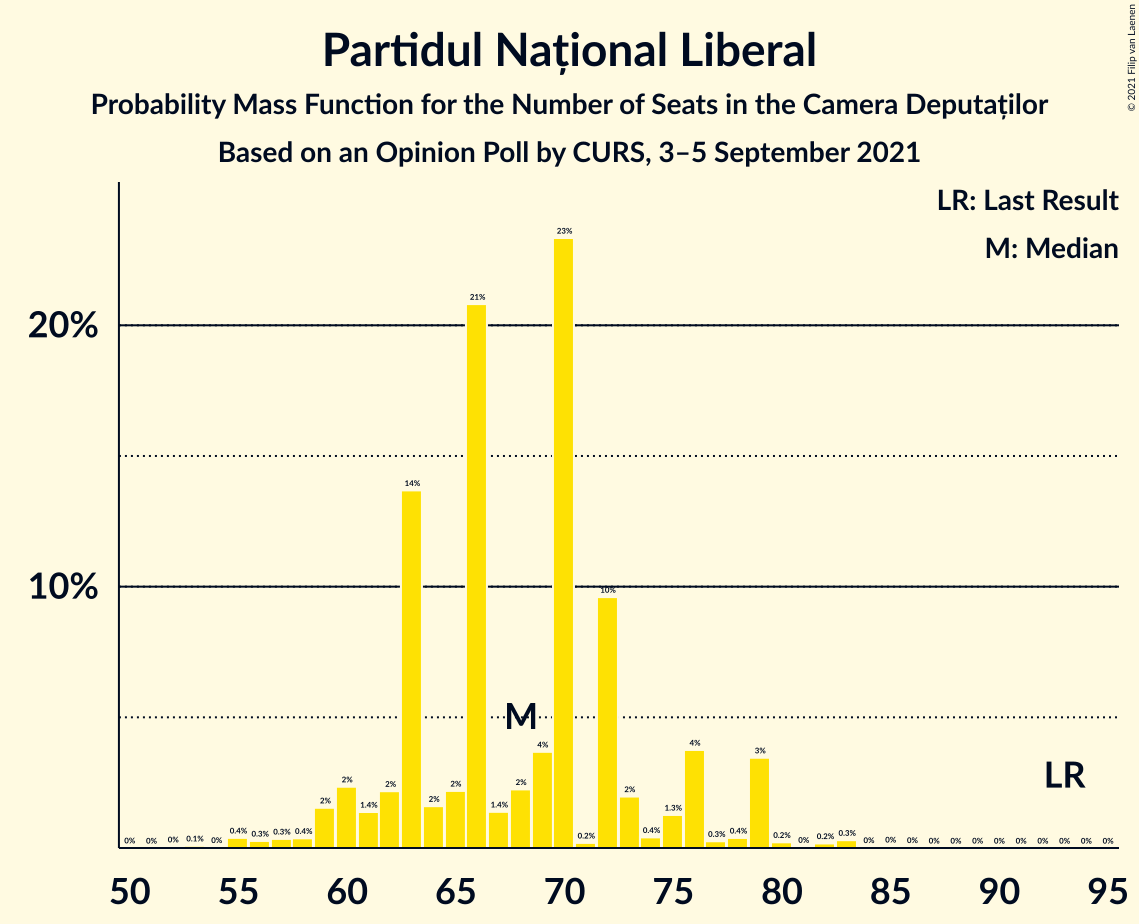 Partidul Național Liberal
Probability Mass Function for the Number of Seats in the Camera Deputaților
Based on an Opinion Poll by CURS, 3–5 September 2021
© 2021 Filip van Laenen
LR: Last Result
M: Median
20%
10%
0% 0% 0% 0.1% 0% 0.4% 0.3% 0.3% 0.4% 2% 2% 1.4% 2% 14% 2% 2% 21% 1.4% 2% 4% 23% 0.2% 10% 2% 0.4% 1.3% 4% 0.3% 0.4% 3% 0.2% 0% 0.2% 0.3% 0% 0% 0% 0% 0% 0% 0% 0% 0% 0% 0% 0%
M
LR
50 55 60 65 70 75 80 85 90 95